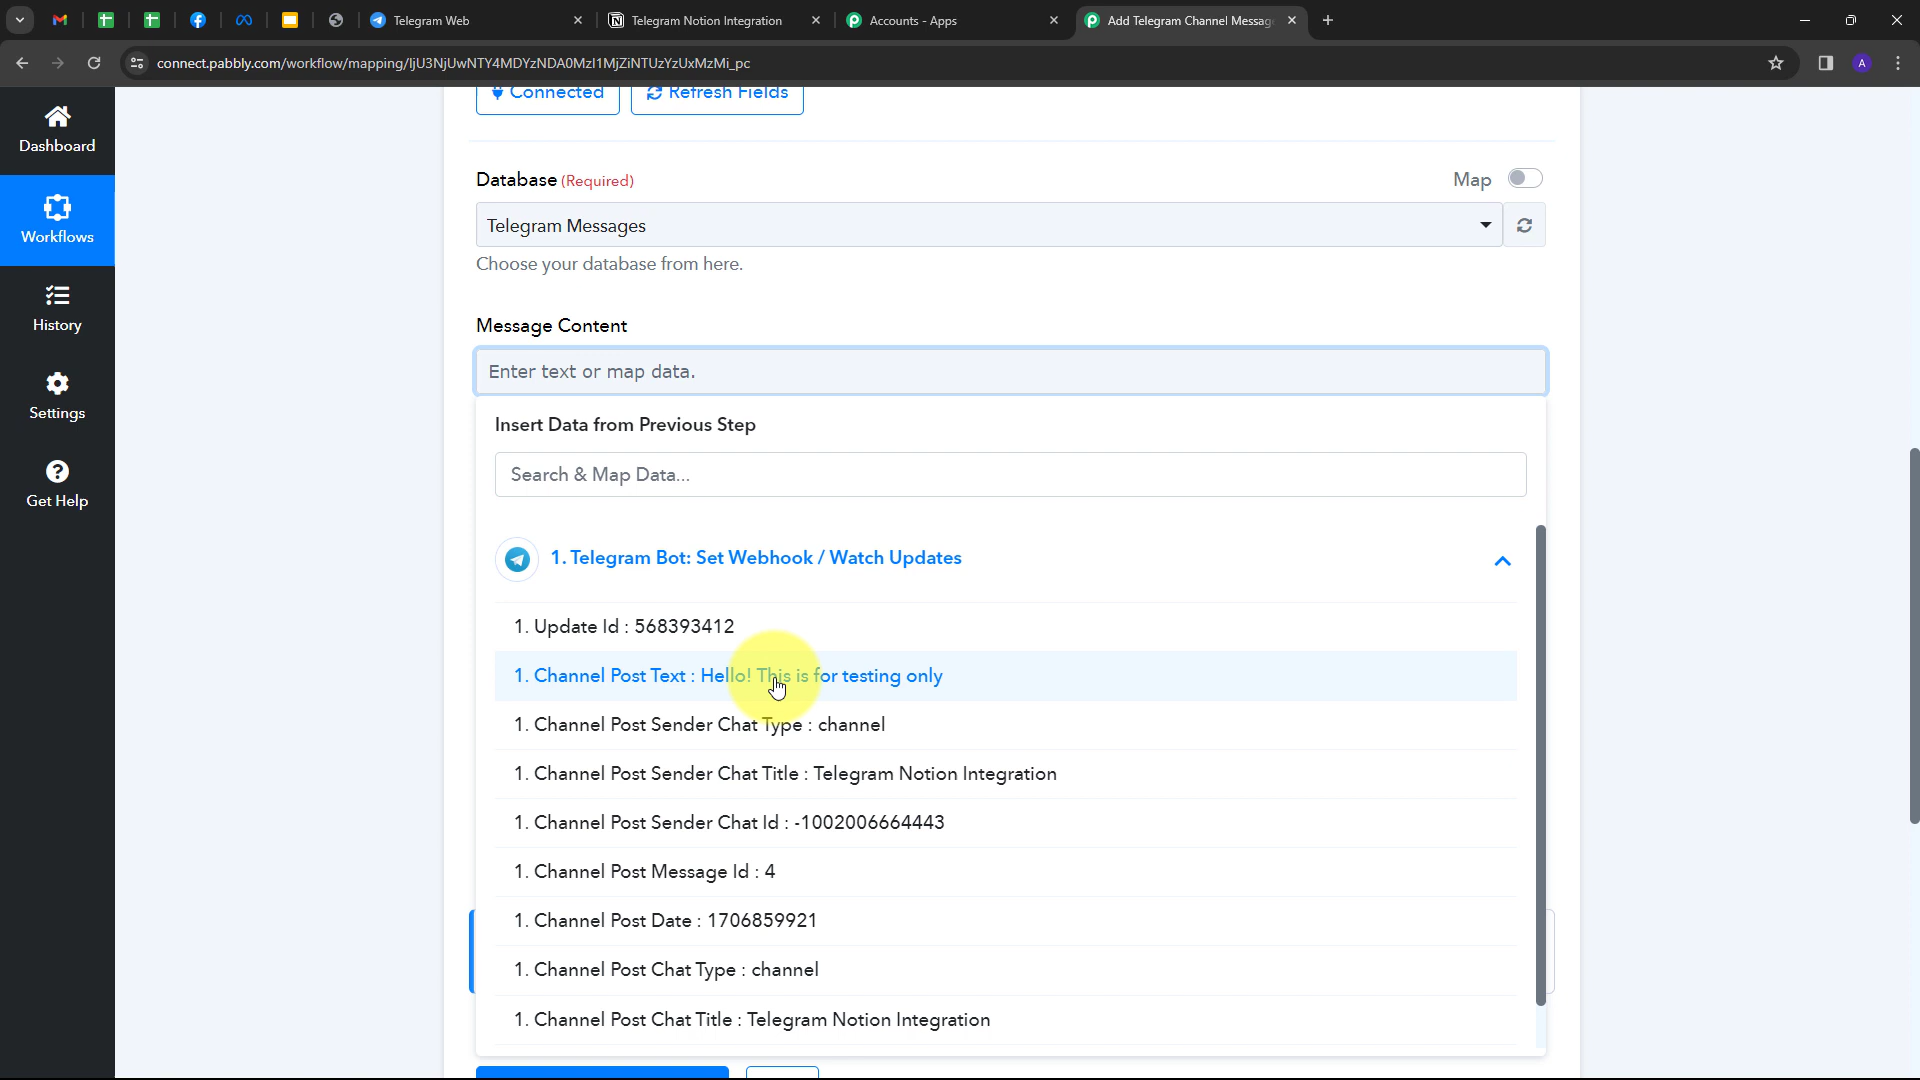 Telegram Web
Telegram Notion Integration
Accounts - Apps
Add Telegram Channel Messag
connect.pabbly.com/workflow/mapping/IjU3NjUwNTY4MDYzNDA0MzI1MjZiNTUzYzUxMzMi_pc
A
Dashboard
Workflows
History
Settings
Get Help
Connected
Refresh Fields
Database (Required)
Map
Telegram Messages
Choose your database from here.
Message Content
Enter text or map data.
Insert Data from Previous Step
Search & Map Data...
1. Telegram Bot: Set Webhook / Watch Updates
1. Update Id : 568393412
1. Channel Post Text : Hello! This is for testing only
1. Channel Post Sender Chat Type : channel
1. Channel Post Sender Chat Title : Telegram Notion Integration
1. Channel Post Sender Chat Id : -1002006664443
1. Channel Post Message Id : 4
1. Channel Post Date : 1706859921
1. Channel Post Chat Type : channel
1. Channel Post Chat Title : Telegram Notion Integration